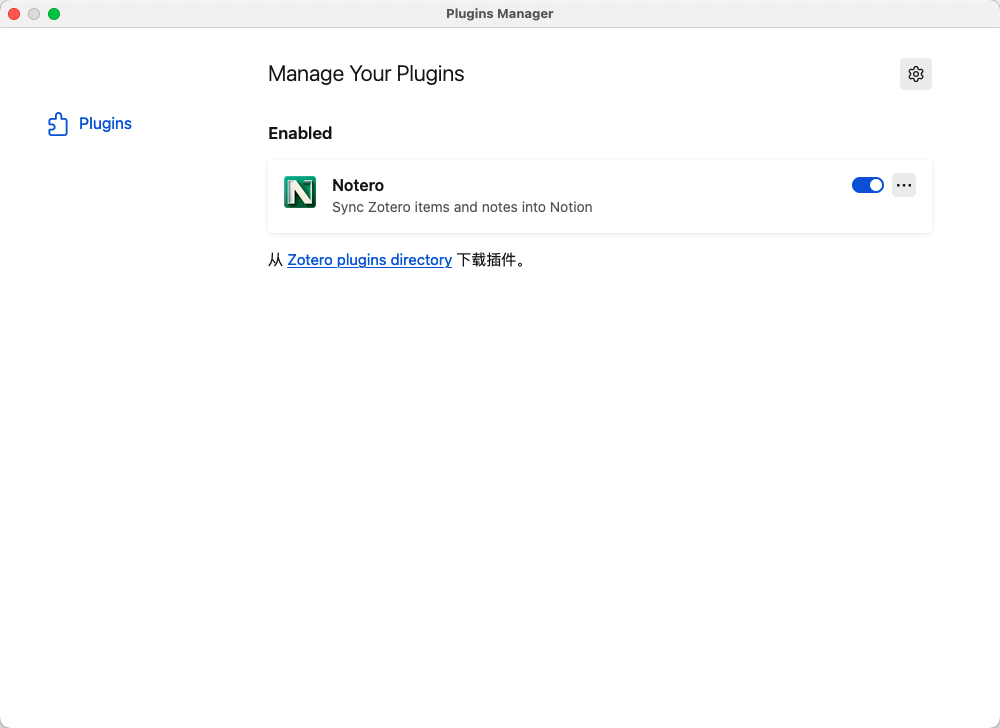 Plugins Manager
Manage Your Plugins
Plugins
Enabled
Notero
Sync Zotero items and notes into Notion
从 Zotero plugins directory 下载插件。